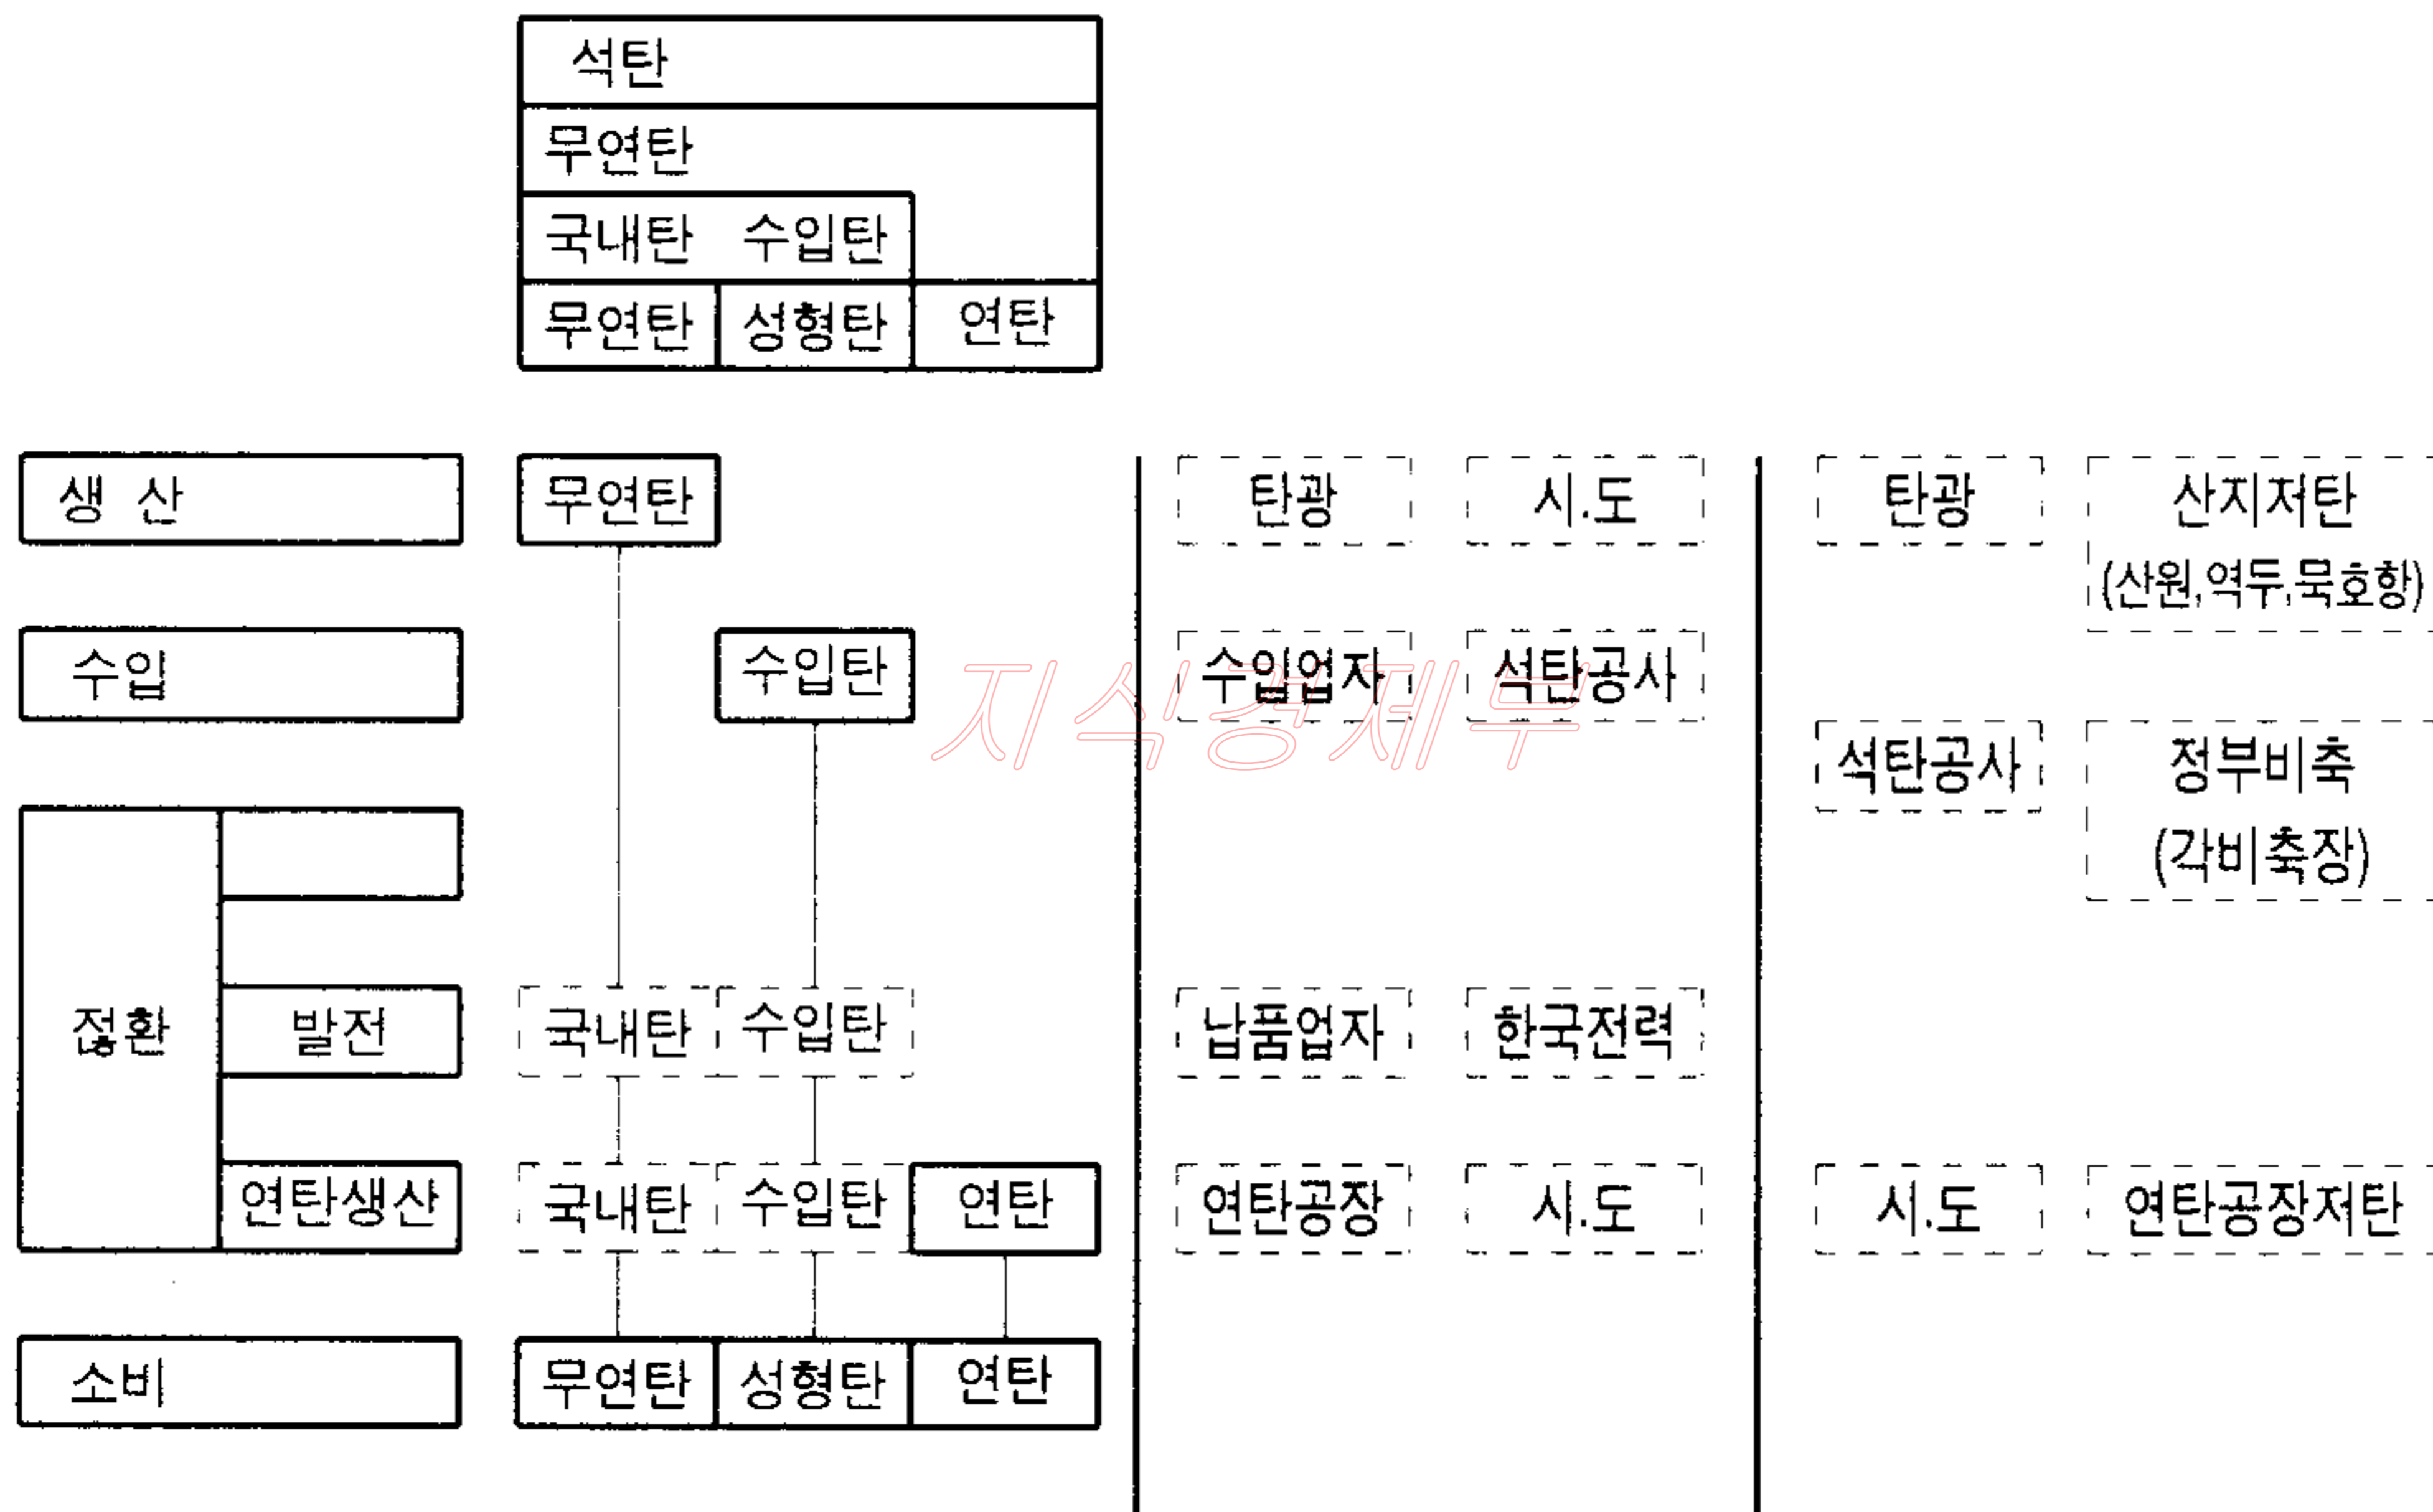 석탄
무연탄
국내탄 수입탄
무연탄 성형탄 연탄
생 산 무연탄 탄광 시.도 탄광 산지저탄
(산원,역두,묵호항)
수입 수입탄 수입업자 석탄공사
지식경제부
석탄공사 정부비축
(각비축장)
젆환 발전 국내탄 수입탄 납품업자 한국전력
연탄생산 국내탄 수입탄 연탄 연탄공장 시.도 시.도 연탄공장저탄
소비 무연탄 성형탄 연탄